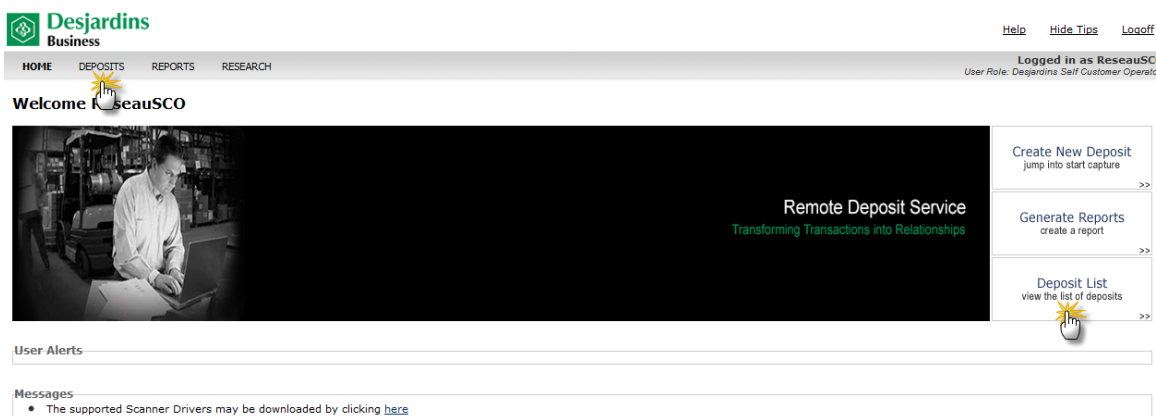 Desjardins
Business
Help Hide Tips Logoff
HOME DEPOSITS REPORTS RESEARCH
Logged in as ReseauSC
User Role: Desjardins Self Customer Operato
Welcome ReseauSCO
Remote Deposit Service
Transforming Transactions into Relationships
Create New Deposit
jump into start capture
>>
Generate Reports
create a report
>>
Deposit List
view the list of deposits
>>
User Alerts
Messages
• The supported Scanner Drivers may be downloaded by clicking here